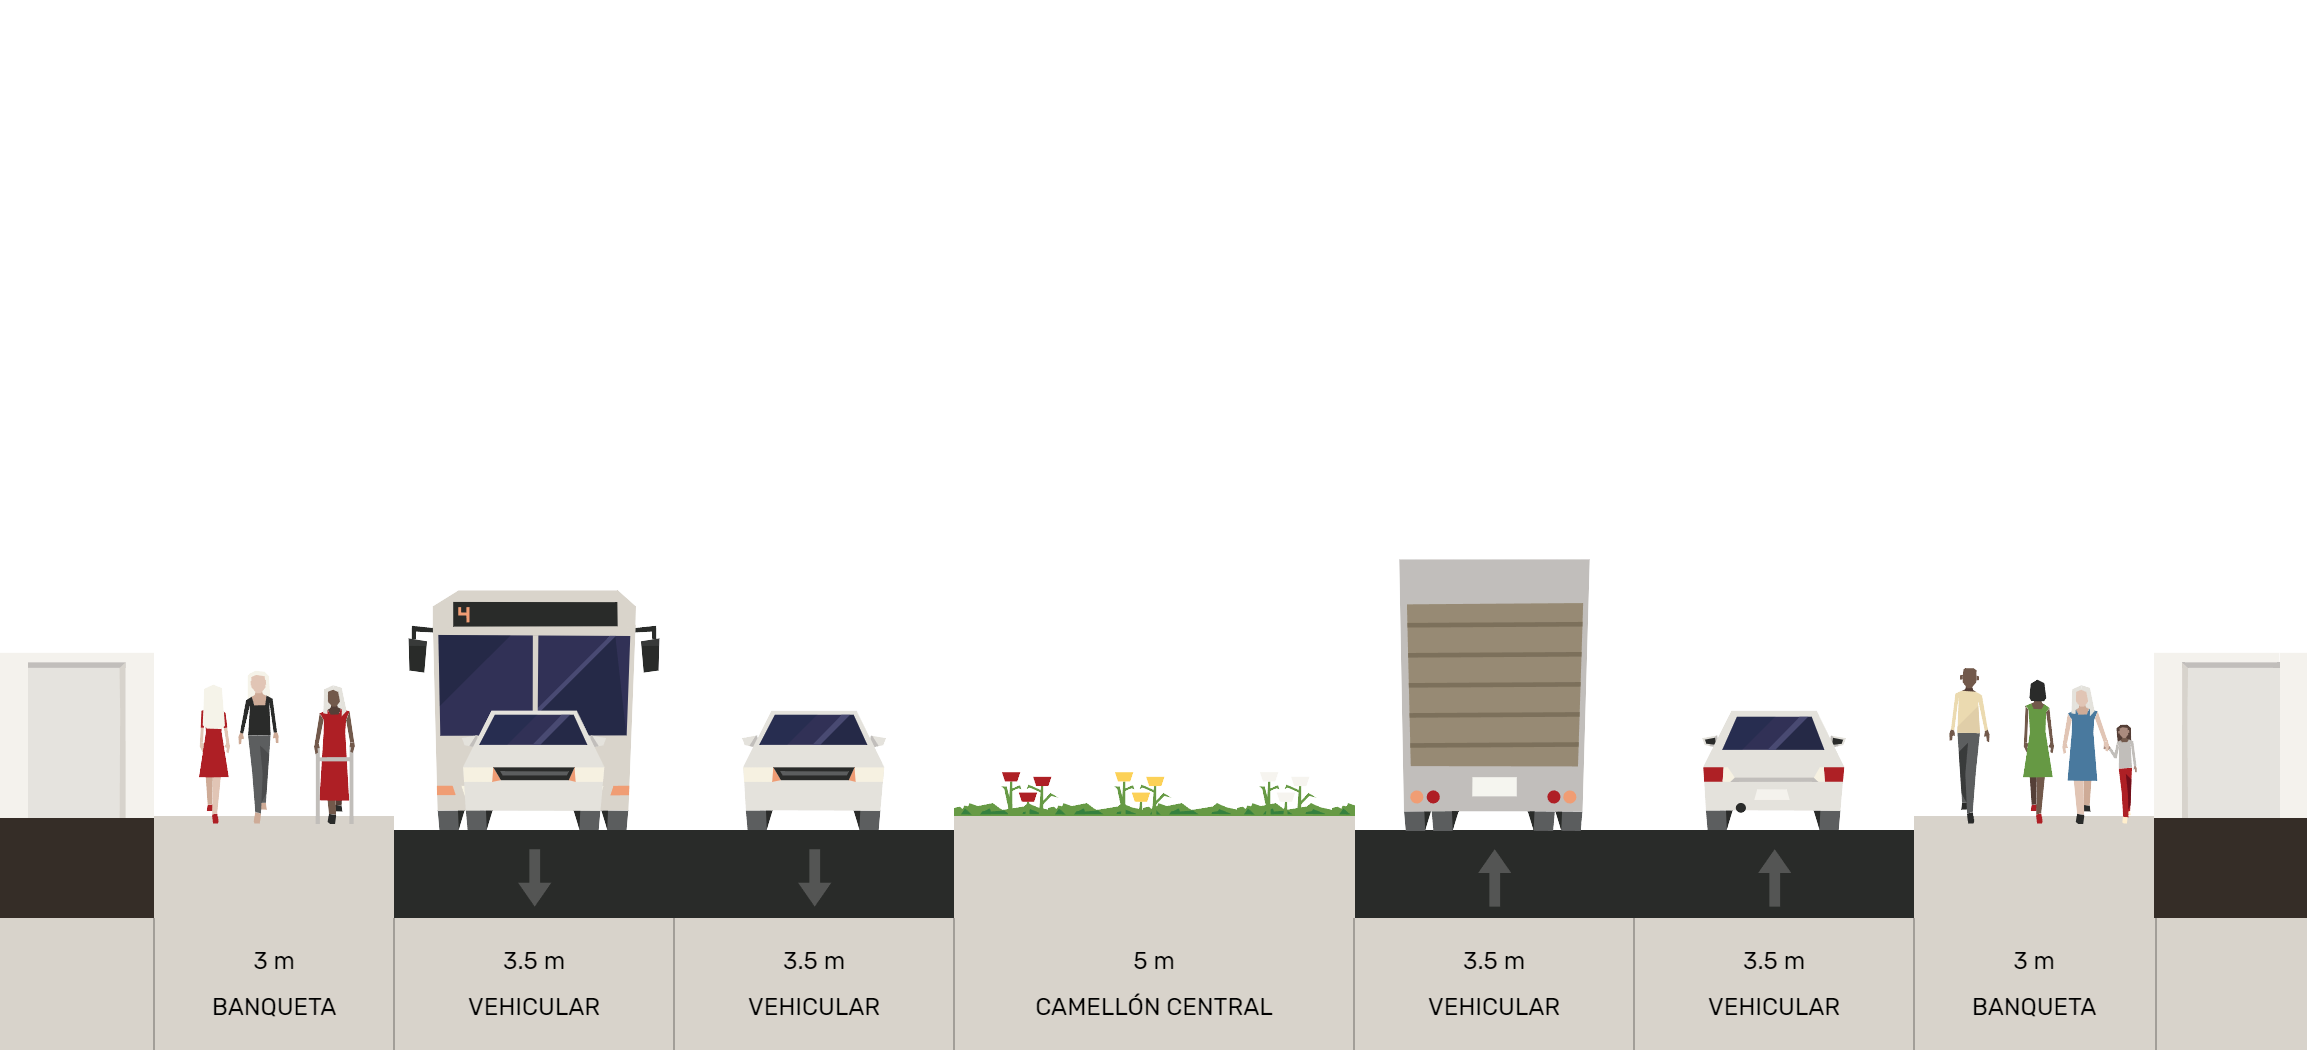 4
3 m
BANQUETA
3.5 m
VEHICULAR
3.5 m
VEHICULAR
5 m
CAMELLÓN CENTRAL
3.5 m
VEHICULAR
3.5 m
VEHICULAR
3 m
BANQUETA